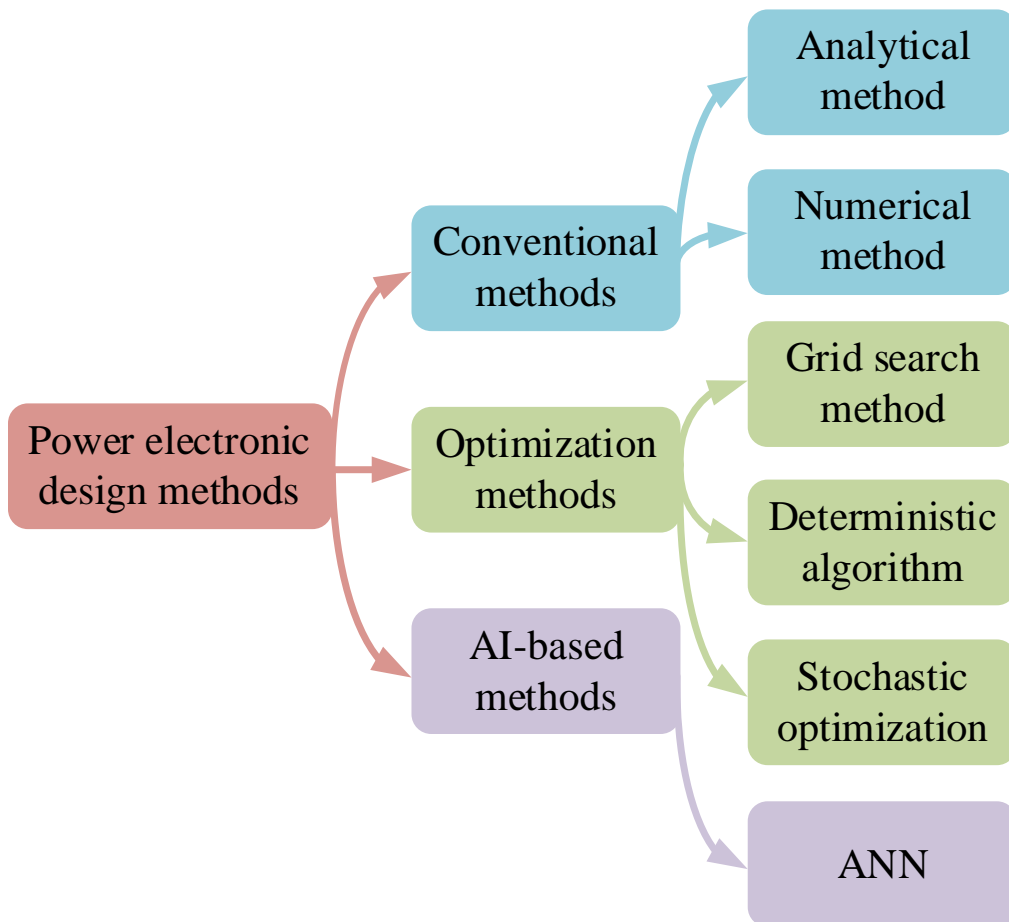 Power electronic
design methods
Conventional
methods
Optimization
methods
AI-based
methods
Analytical
method
Numerical
method
Grid search
method
Deterministic
algorithm
Stochastic
optimization
ANN